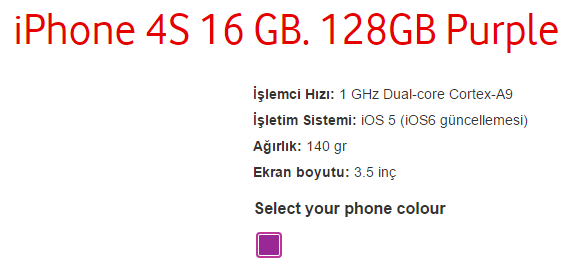 iPhone 4S 16 GB. 128GB Purple
İşlemci Hızı: 1 GHz Dual-core Cortex-A9
İşletim Sistemi: iOS 5 (iOS6 güncellemesi)
Ağırlık: 140 gr
Ekran boyutu: 3.5 inç
Select your phone colour